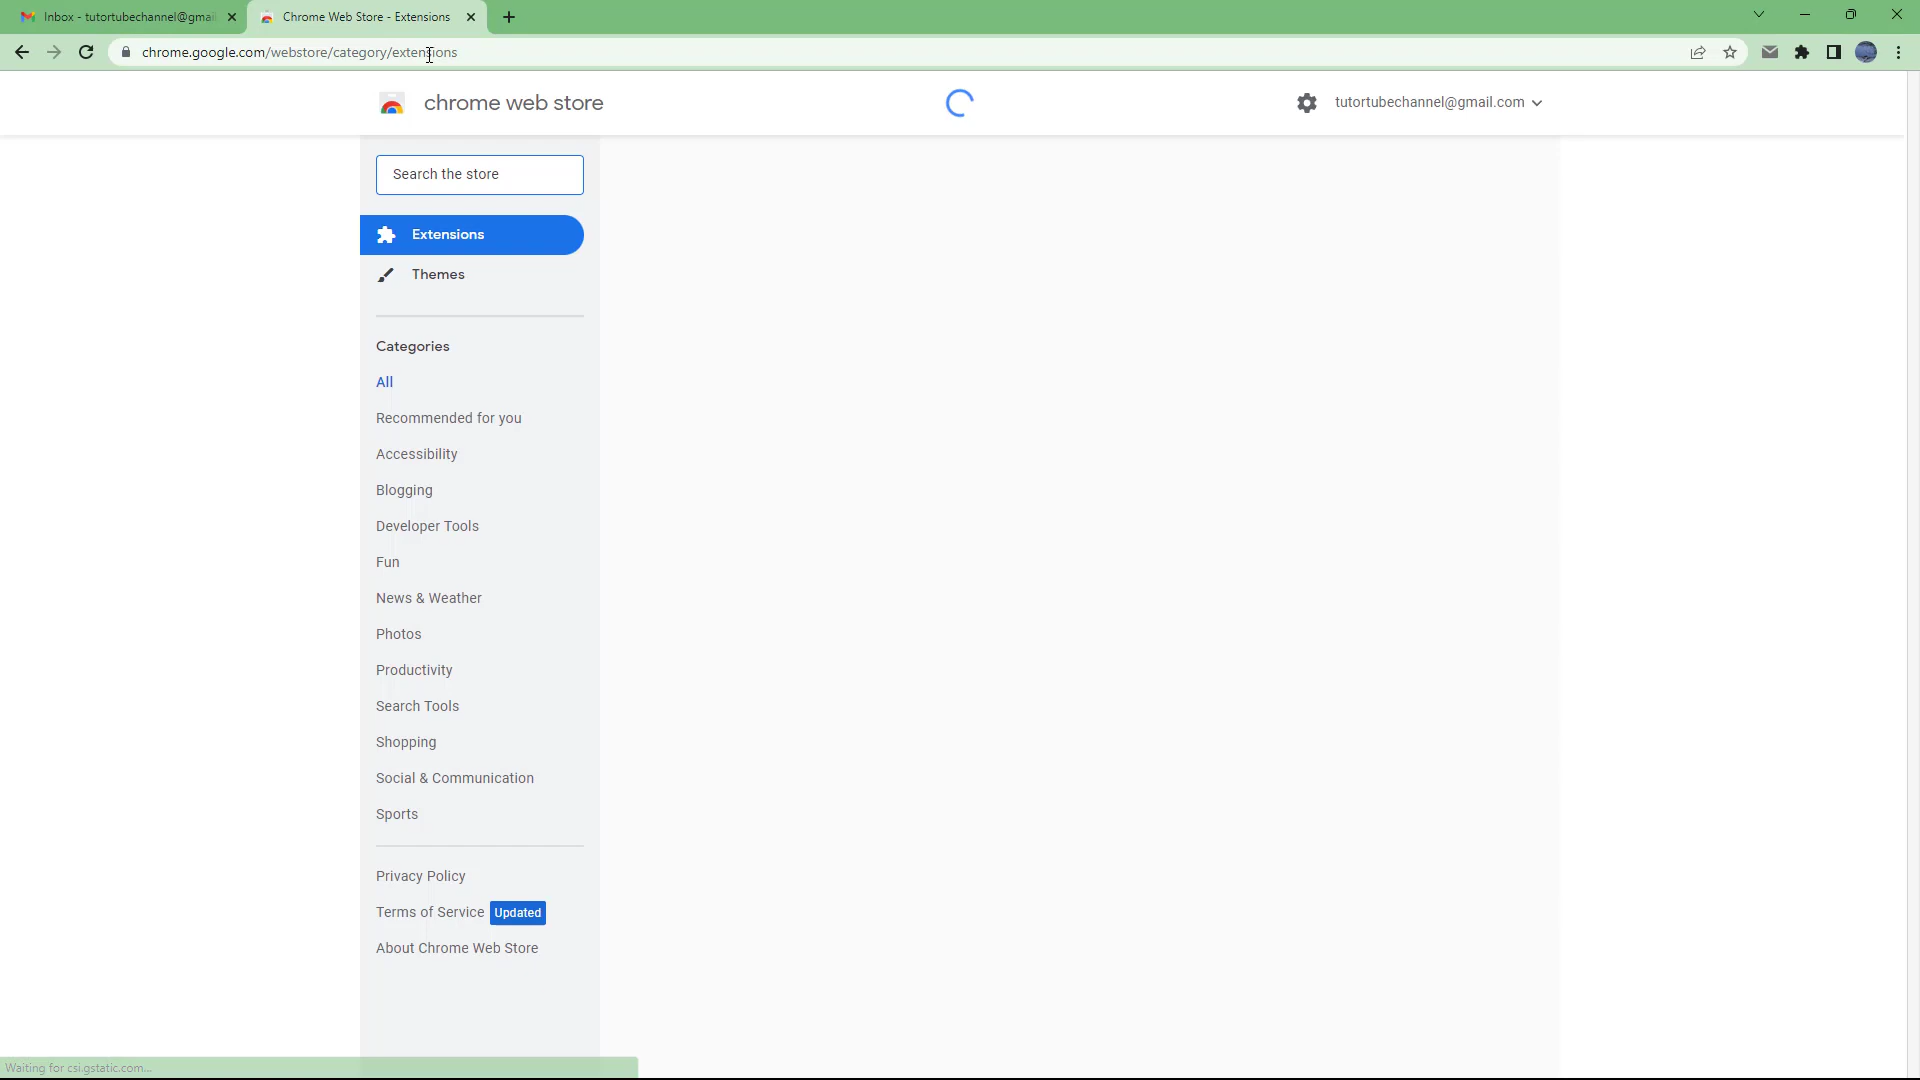 Inbox - tutortubechannel@gmai
Chrome Web Store - Extensions
chrome.google.com/webstore/category/extensions
chrome web store
tutortubechannel@gmail.com
Search the store
Extensions
Themes
Categories
All
Recommended for you
Accessibility
Blogging
Developer Tools
Fun
News & Weather
Photos
Productivity
Search Tools
Shopping
Social & Communication
Sports
Privacy Policy
Terms of Service Updated
About Chrome Web Store
Waiting for csi.gstatic.com...